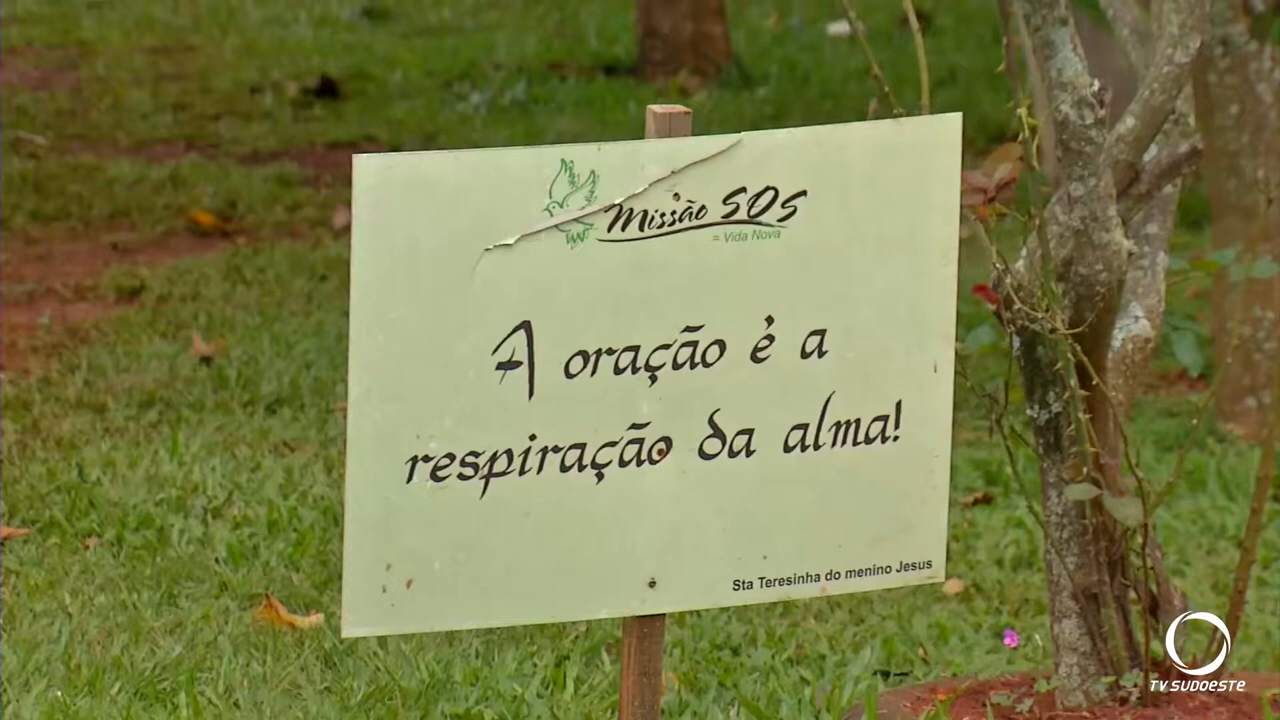 Missão SOS
= Vida Nova
A oração é a
respiração da alma!
Sta Teresinha do menino Jesus
TV SUDOESTE